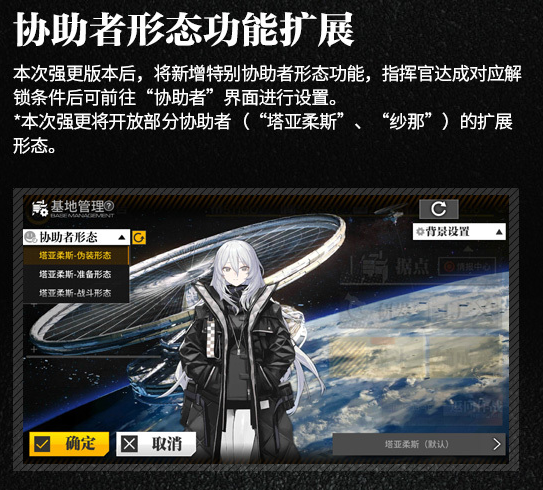 协助者形态功能扩展
本次强更版本后，将新增特别协助者形态功能，指挥官达成对应解
锁条件后可前往“协助者”界面进行设置。
*本次强更将开放部分协助者（“塔亚柔斯”、“纱那”）的扩展
形态。
基地管理?
BASE MANAGEMENT
协助者形态
背景设置
塔亚柔斯-伪装形态
塔亚柔斯-准备形态
塔亚柔斯-战斗形态
据点
确定
取消
塔亚柔斯（默认）